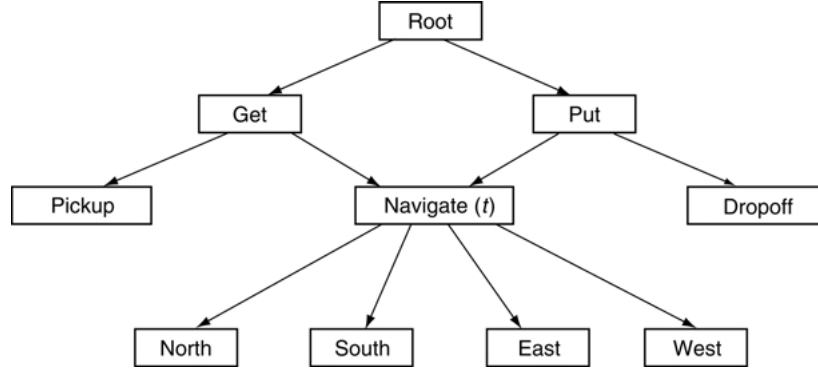 Root
Get
Put
Pickup
Navigate (t)
Dropoff
North
South
East
West